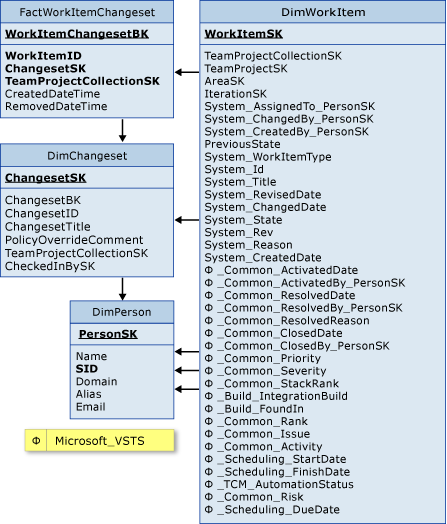 FactWorkItemChangeset
WorkItemChangesetBK
WorkItemID
ChangesetSK
TeamProjectCollectionSK
CreatedDateTime
RemovedDateTime
DimChangeset
ChangesetSK
ChangesetBK
ChangesetID
ChangesetTitle
PolicyOverrideComment
TeamProjectCollectionSK
CheckedInBySK
DimPerson
PersonSK
Name
SID
Domain
Alias
Email
Φ Microsoft_VSTS
DimWorkItem
WorkItemSK
TeamProjectCollectionSK
TeamProjectSK
AreaSK
IterationSK
System_AssignedTo_PersonSK
System_ChangedBy_PersonSK
System_CreatedBy_PersonSK
PreviousState
System_WorkItemType
System_Id
System_Title
System_RevisedDate
System_ChangedDate
System_State
System_Rev
System_Reason
System_CreatedDate
Φ _Common_ActivatedDate
Φ _Common_ActivatedBy_PersonSK
Φ _Common_ResolvedDate
Φ _Common_ResolvedBy_PersonSK
Φ _Common_ResolvedReason
Φ _Common_ClosedDate
Φ _Common_ClosedBy_PersonSK
Φ _Common_Priority
Φ _Common_Severity
Φ _Common_StackRank
Φ _Build_IntegrationBuild
Φ _Build_FoundIn
Φ _Common_Rank
Φ _Common_Issue
Φ _Common_Activity
Φ _Scheduling_StartDate
Φ _Scheduling_FinishDate
Φ _TCM_AutomationStatus
Φ _Common_Risk
Φ _Scheduling_DueDate